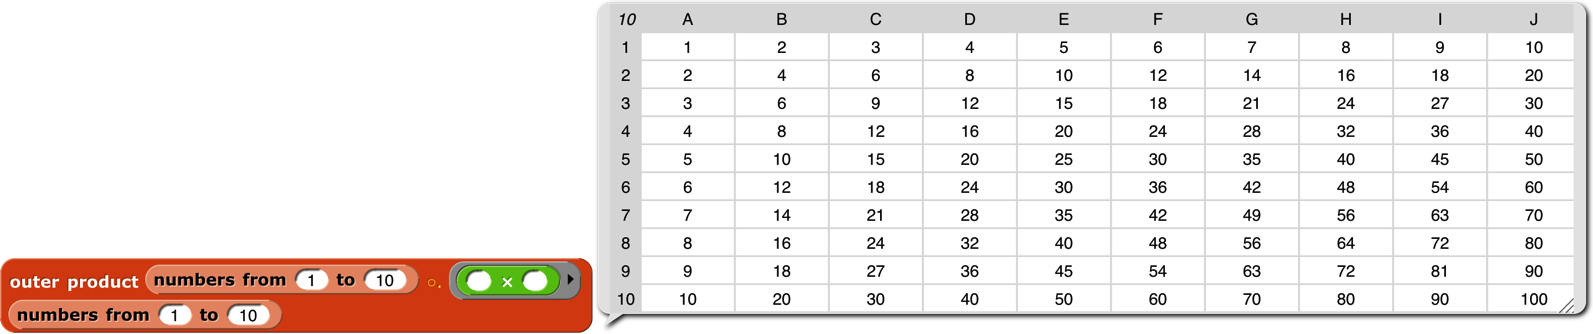 10 A B C D E F G H I J
1 1 2 3 4 5 6 7 8 9 10
2 2 4 6 8 10 12 14 16 18 20
3 3 6 9 12 15 18 21 24 27 30
4 4 8 12 16 20 24 28 32 36 40
5 5 10 15 20 25 30 35 40 45 50
6 6 12 18 24 30 36 42 48 54 60
7 7 14 21 28 35 42 49 56 63 70
8 8 16 24 32 40 48 56 64 72 80
9 9 18 27 36 45 54 63 72 81 90
10 10 20 30 40 50 60 70 80 90 100
outer product numbers from 1 to 10 ∘. ×
numbers from 1 to 10